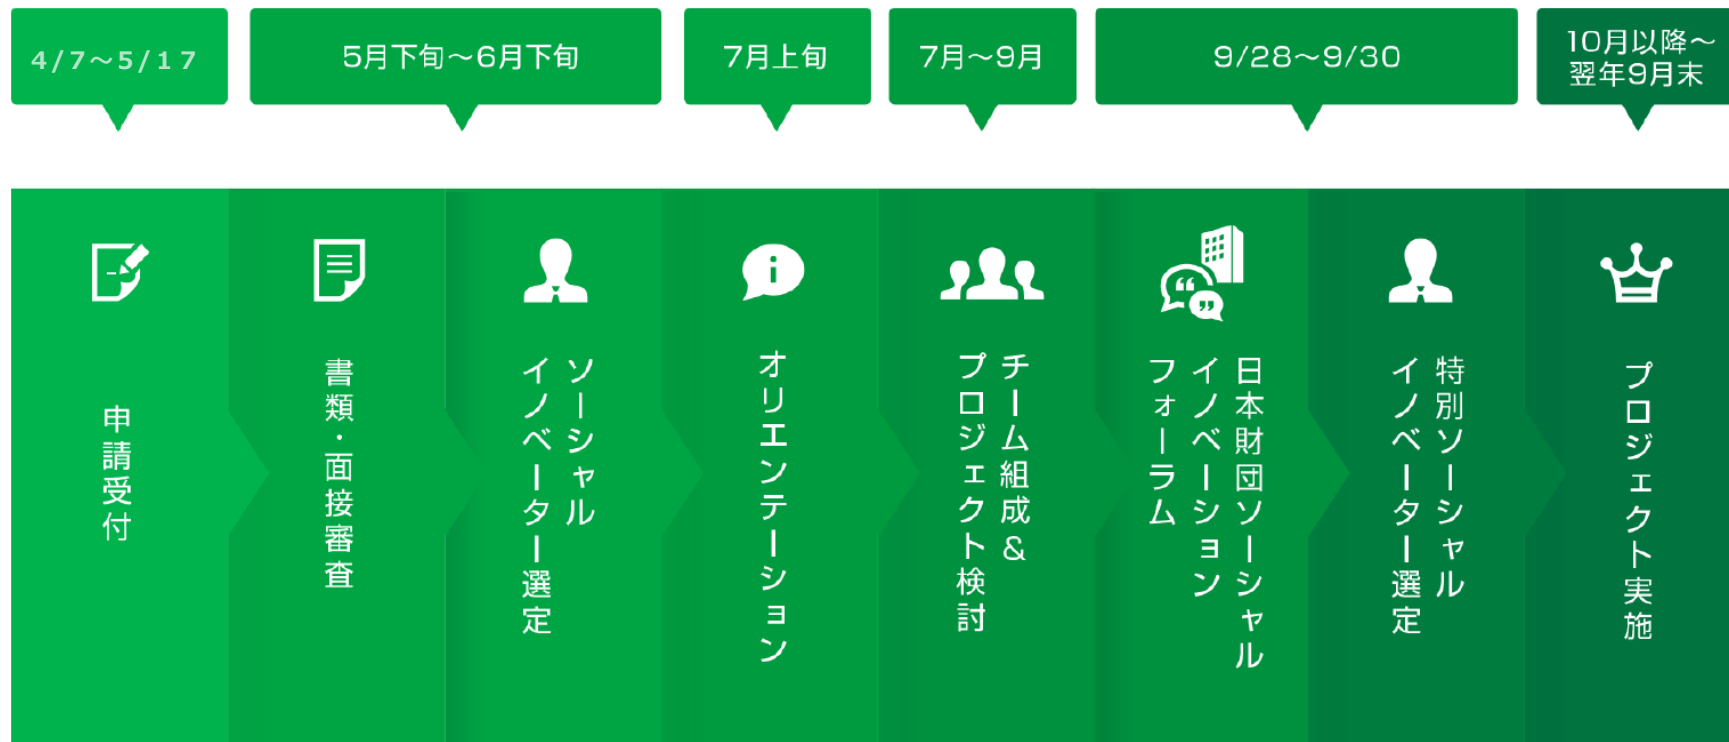 4/7～5/17
5月下旬～6月下旬
7月上旬
7月～9月
9/28～9/30
10月以降～
翌年9月末
申請受付
書類・面接審査
ソーシャル
イノベーター選定
オリエンテーション
チーム組成&
プロジェクト検討
日本財団ソーシャル
イノベーション
フォーラム
特別ソーシャル
イノベーター選定
プロジェクト実施